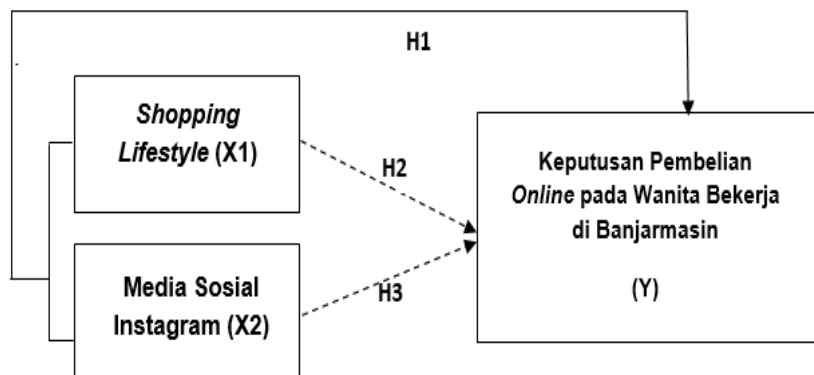 H1
Shopping
Lifestyle (X1)
H2
Media Sosial
Instagram (X2)
H3
Keputusan Pembelian
Online pada Wanita Bekerja
di Banjarmasin
(Y)